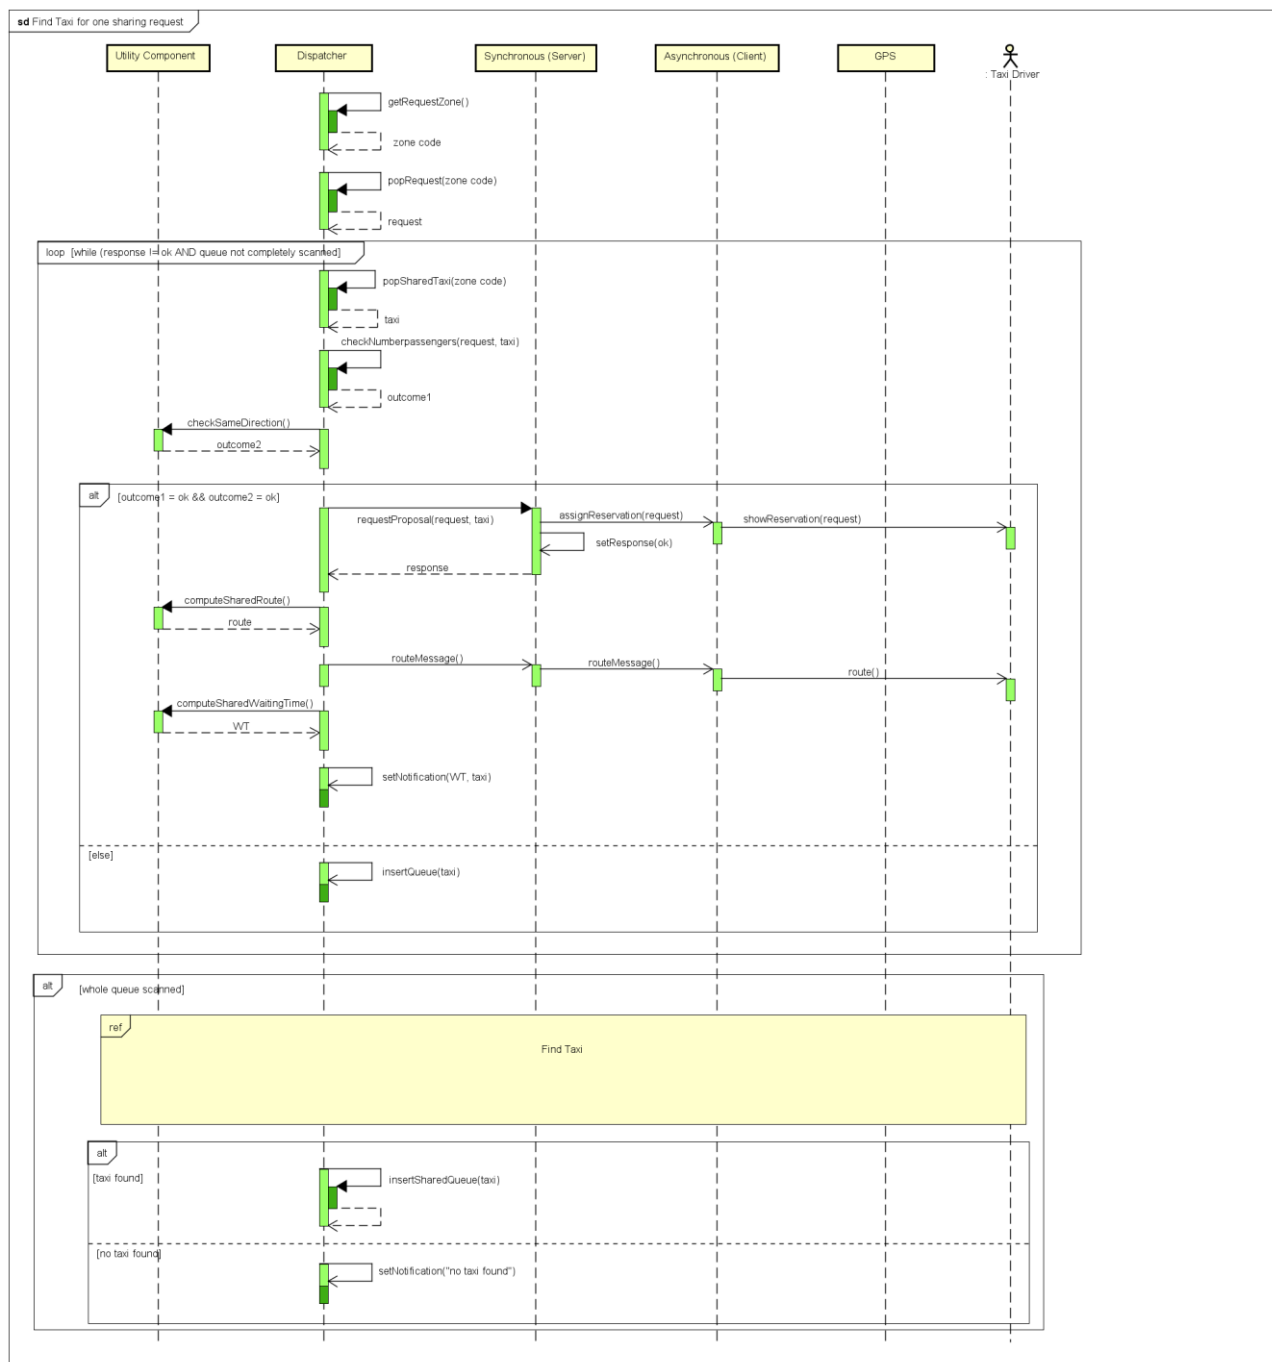 sd Find Taxi for one sharing request
Utility Component
Dispatcher
Synchronous (Server)
Asynchronous (Client)
GPS
: Taxi Driver
getRequestZone()
zone code
popRequest(zone code)
request
loop [while (response != ok AND queue not completely scanned]
popSharedTaxi(zone code)
taxi
checkNumberpassengers(request, taxi)
outcome1
checkSameDirection()
outcome2
alt [outcome1 = ok && outcome2 = ok]
requestProposal(request, taxi)
assignReservation(request)
showReservation(request)
setResponse(ok)
response
computeSharedRoute()
route
routeMessage()
routeMessage()
route()
computeSharedWaitingTime()
WT
setNotification(WT, taxi)
[else]
insertQueue(taxi)
alt [whole queue scanned]
ref
Find Taxi
alt
[taxi found]
insertSharedQueue(taxi)
[no taxi found]
setNotification("no taxi found")